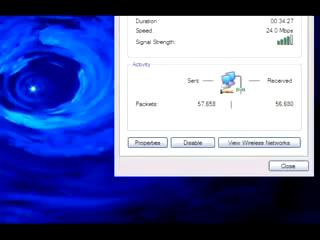 Duration 00:34:27
Speed 24.0 Mbps
Signal Strength:
Activity
Sent — Received
Packets: 57,658 | 56,680
Properties Disable View Wireless Networks
Close